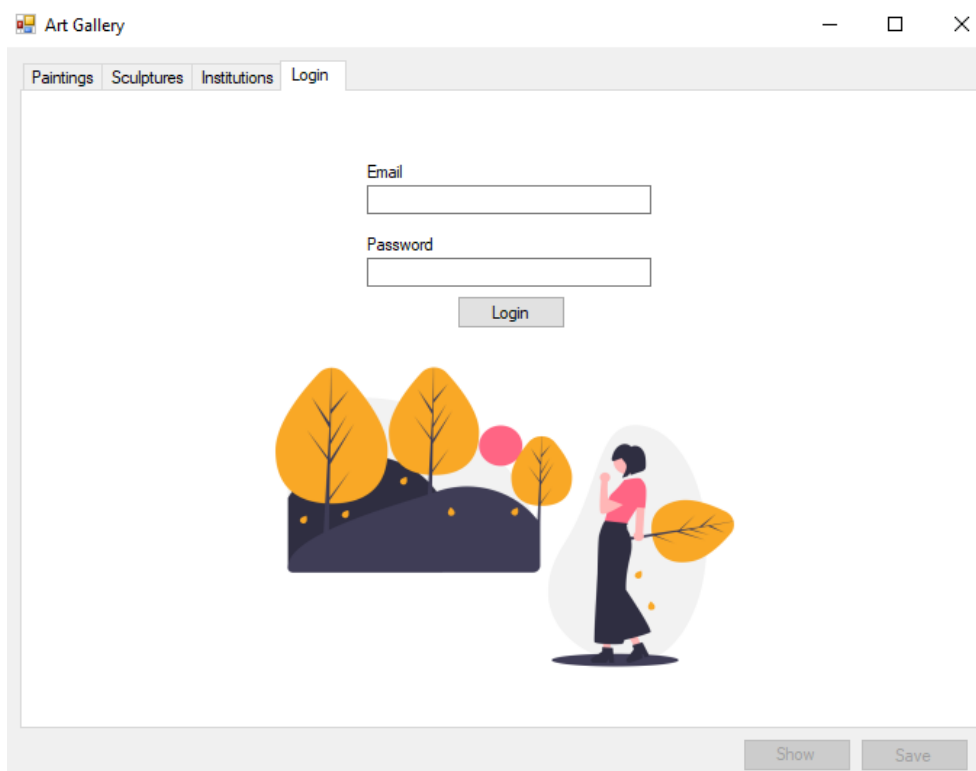 Art Gallery
Paintings Sculptures Institutions Login
Email
Password
Login
Show Save